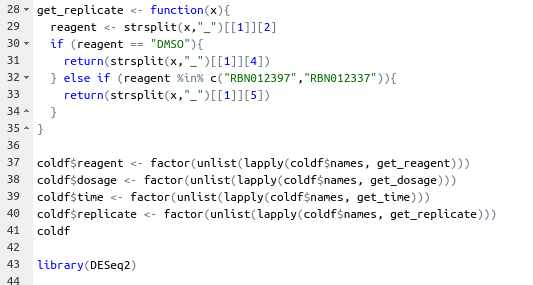 28 get_replicate <- function(x){
29   reagent <- strsplit(x,"_")[[1]][2]
30   if (reagent == "DMSO"){
31     return(strsplit(x,"_")[[1]][4])
32   } else if (reagent %in% c("RBN012397","RBN012337")){
33     return(strsplit(x,"_")[[1]][5])
34   }
35 }
36
37 coldf$reagent <- factor(unlist(lapply(coldf$names, get_reagent)))
38 coldf$dosage <- factor(unlist(lapply(coldf$names, get_dosage)))
39 coldf$time <- factor(unlist(lapply(coldf$names, get_time)))
40 coldf$replicate <- factor(unlist(lapply(coldf$names, get_replicate)))
41 coldf
42
43 library(DESeq2)
44